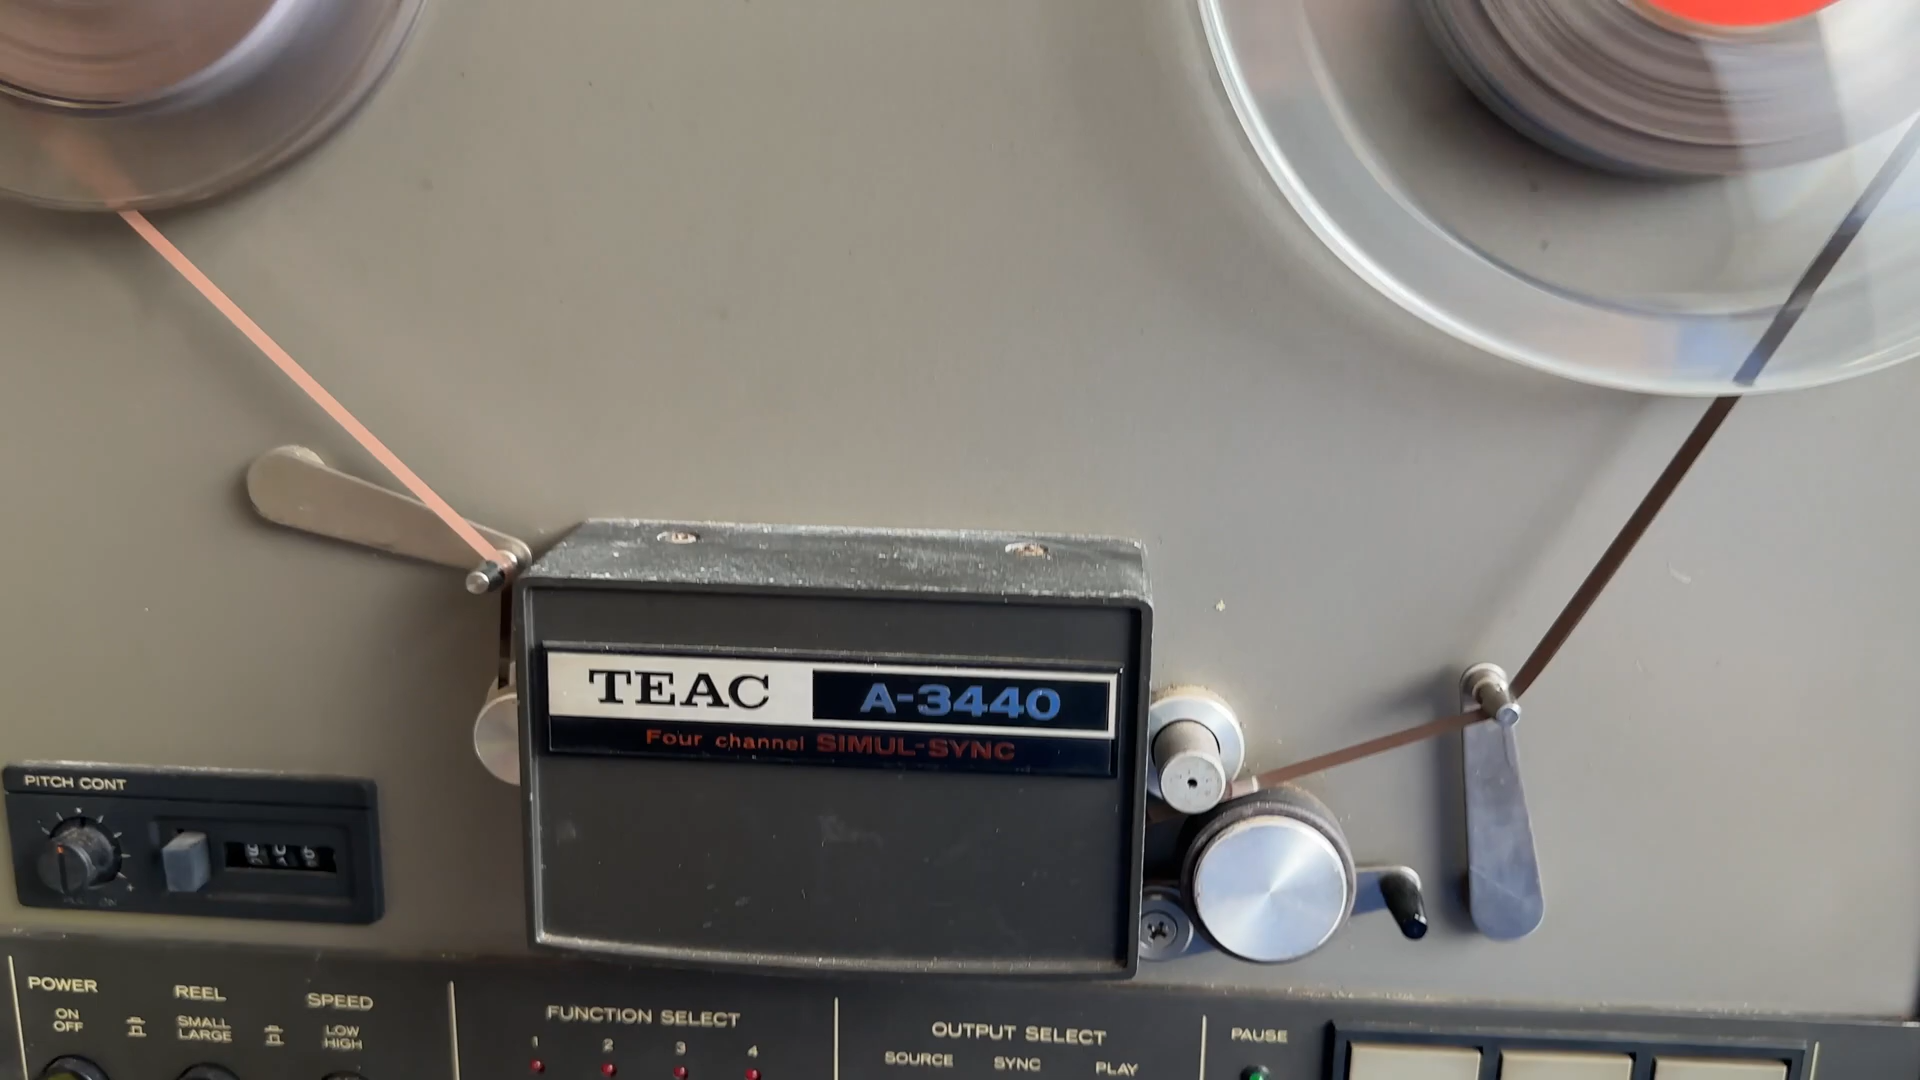 TEAC A-3440
Four channel SIMUL-SYNC
PITCH CONT
POWER
ON
OFF
REEL
SMALL
LARGE
SPEED
LOW
HIGH
FUNCTION SELECT
1 2 3 4
OUTPUT SELECT
SOURCE SYNC PLAY
PAUSE